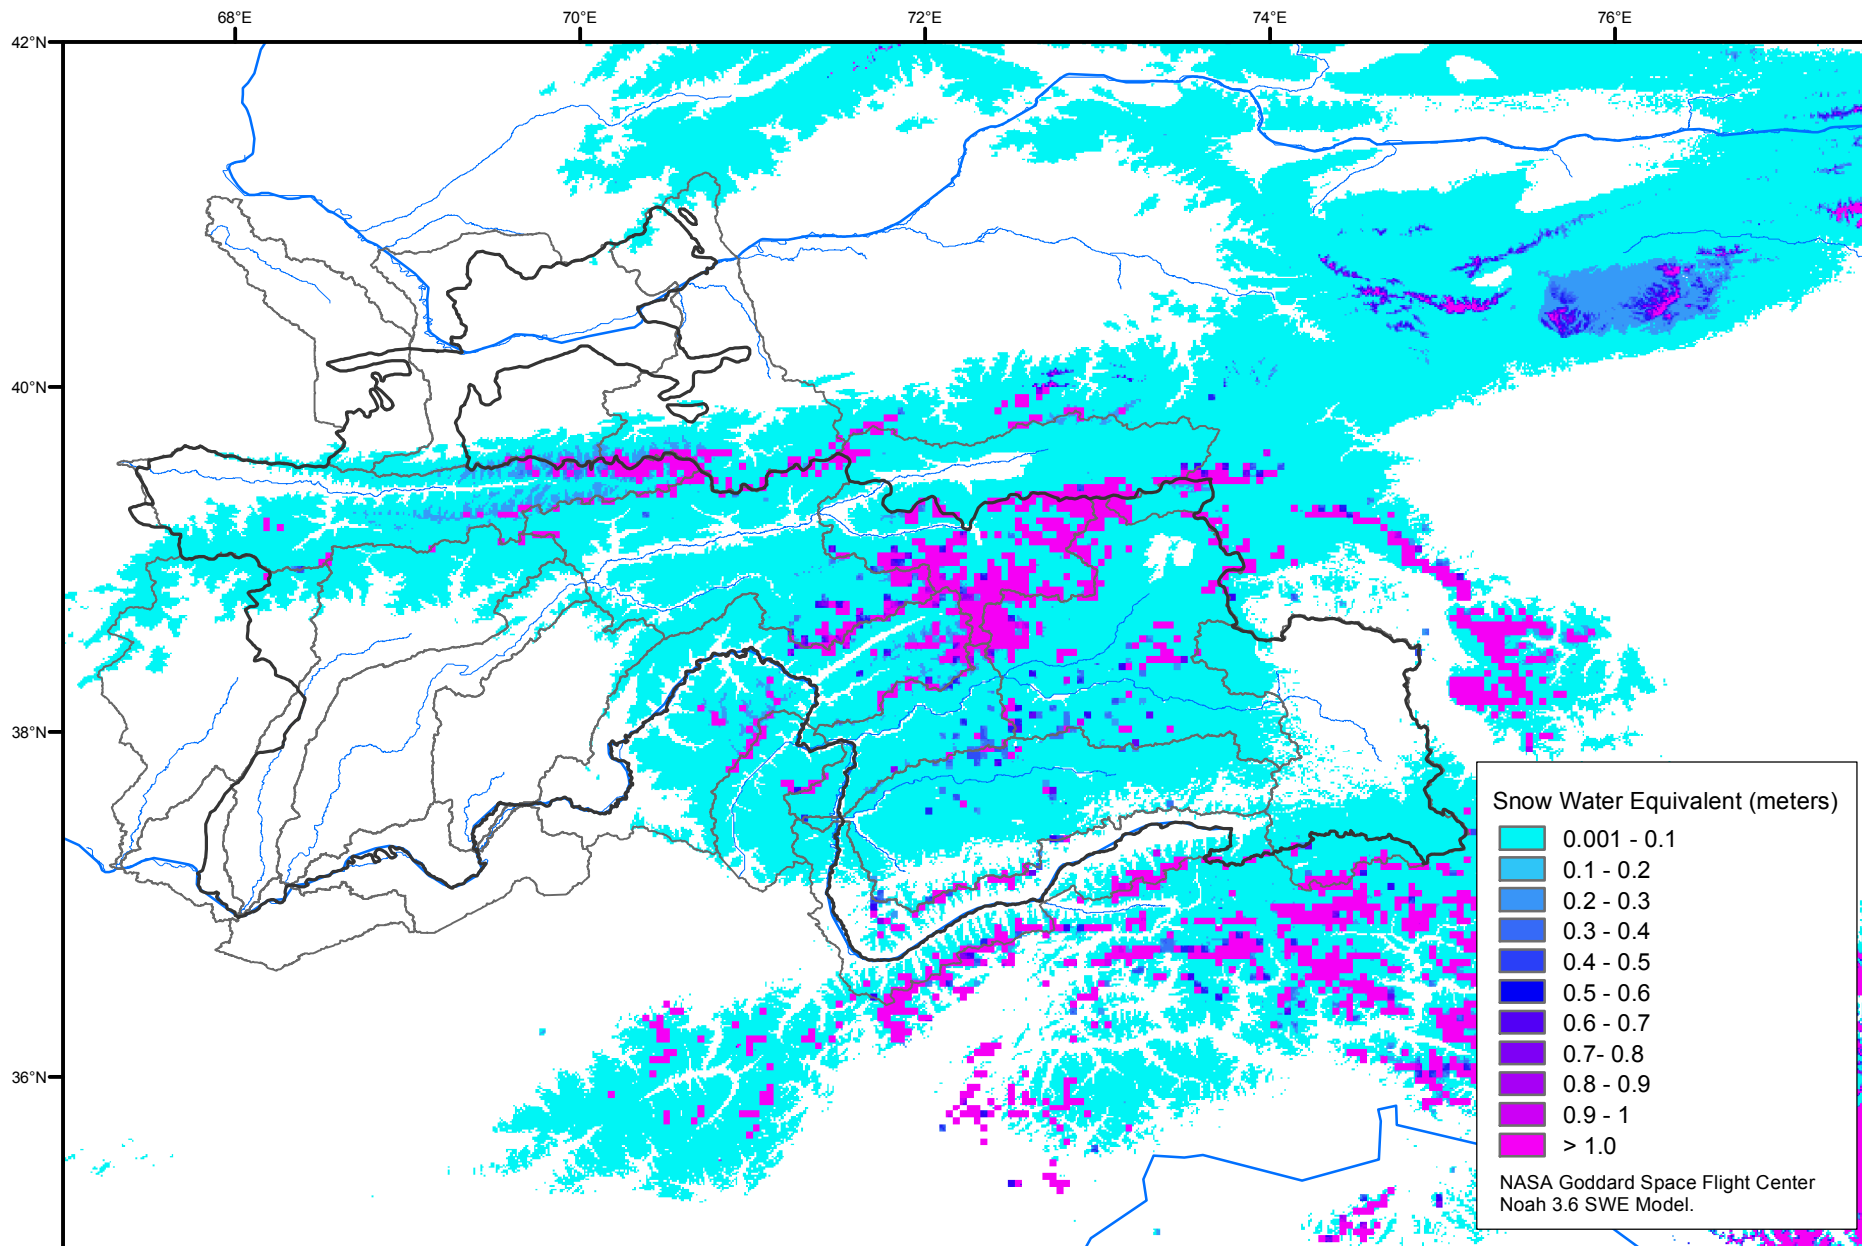 68°E 70°E 72°E 74°E 76°E
42°N
40°N
38°N
36°N
Snow Water Equivalent (meters)
0.001 - 0.1
0.1 - 0.2
0.2 - 0.3
0.3 - 0.4
0.4 - 0.5
0.5 - 0.6
0.6 - 0.7
0.7- 0.8
0.8 - 0.9
0.9 - 1
> 1.0
NASA Goddard Space Flight Center
Noah 3.6 SWE Model.